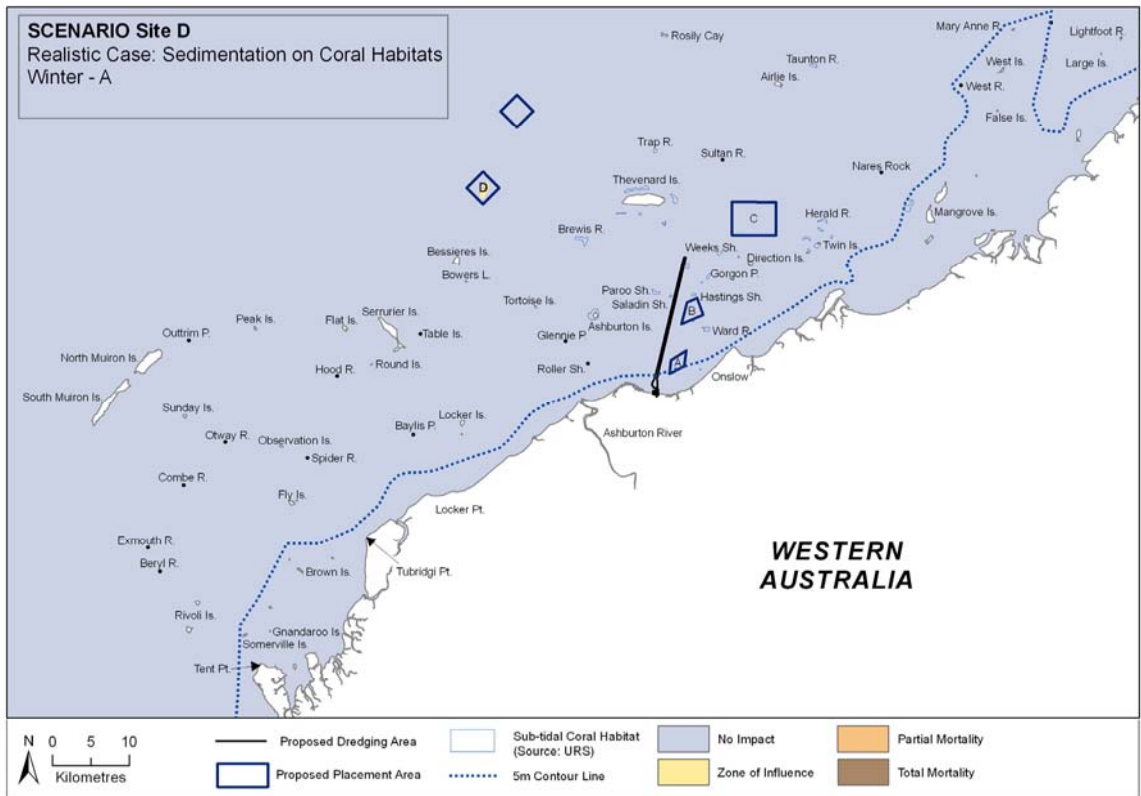 SCENARIO Site D
Realistic Case: Sedimentation on Coral Habitats
Winter - A
Rosily Cay
Mary Anne R.
Lightfoot R.
Taunton R.
Airlie Is.
West Is.
Large Is.
West R.
False Is.
Trap R.
Sultan R.
Nares Rock
Thevenard Is.
D
C
Herald R.
Mangrove Is.
Brewis R.
Twin Is.
Weeks Sh.
Direction Is.
Bessieres Is.
Bowers L.
Gorgon P.
Paroo Sh.
Hastings Sh.
Saladin Sh.
Tortoise Is.
B
Ashburton Is.
Ward R.
Serrurier Is.
Peak Is.
Flat Is.
Table Is.
Glennie P.
Outtrim P.
North Muiron Is.
Hood R.
Round Is.
Roller Sh.
A
Onslow
South Muiron Is.
Sunday Is.
Locker Is.
Baylis P.
Ashburton River
Otway R.
Observation Is.
Spider R.
Combe R.
Fly Is.
Locker Pt.
Exmouth R.
Beryl R.
Brown Is.
Tubridgi Pt.
WESTERN
AUSTRALIA
Rivoli Is.
Gnandaroo Is.
Somerville Is.
Tent Pt.
N
0 5 10
Kilometres
Proposed Dredging Area
Proposed Placement Area
Sub-tidal Coral Habitat
(Source: URS)
5m Contour Line
No Impact
Zone of Influence
Partial Mortality
Total Mortality